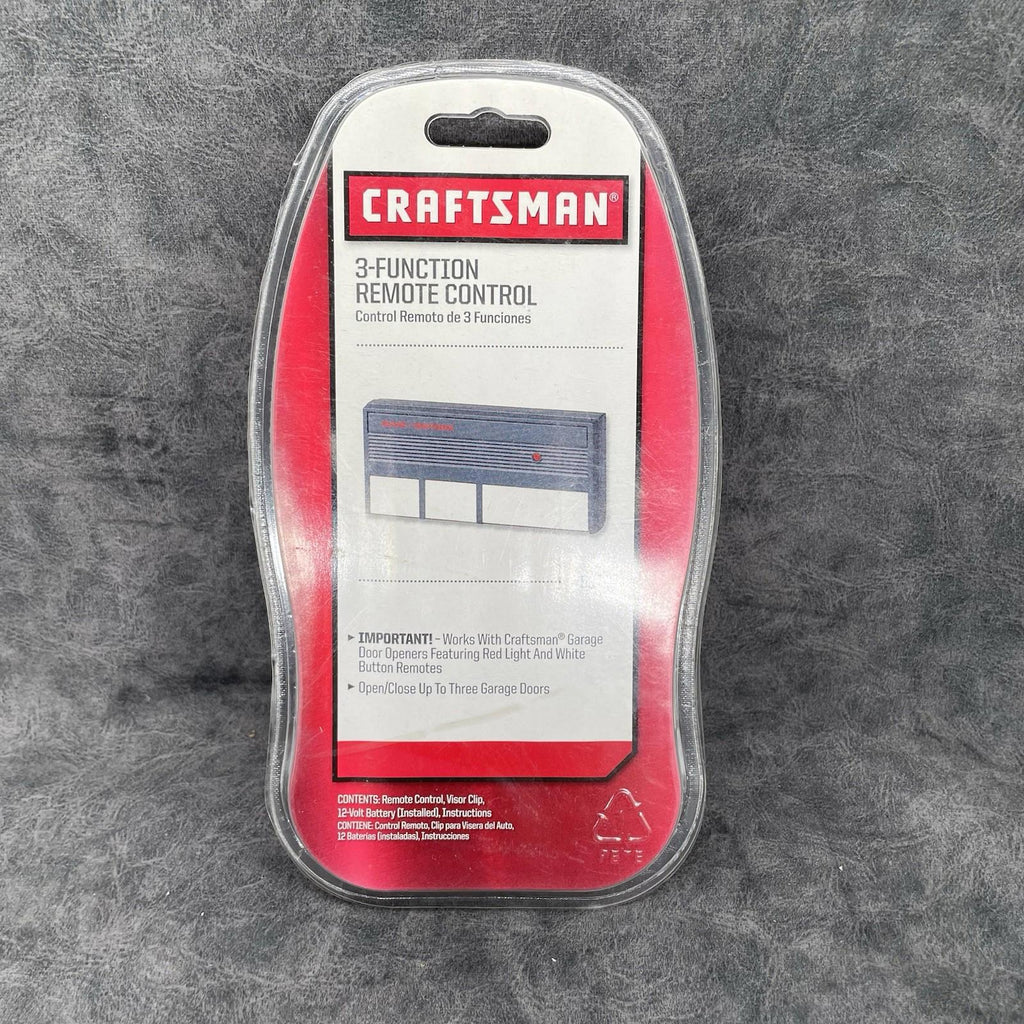 CRAFTSMAN®
3-FUNCTION
REMOTE CONTROL
Control Remoto de 3 Funciones
▸ IMPORTANT! – Works With Craftsman® Garage
Door Openers Featuring Red Light And White
Button Remotes
▸ Open/Close Up To Three Garage Doors
CONTENTS: Remote Control, Visor Clip,
12-Volt Battery (Installed), Instructions
CONTIENE: Control Remoto, Clip para Visera del Auto,
12 Baterías (instaladas), Instrucciones
PETE